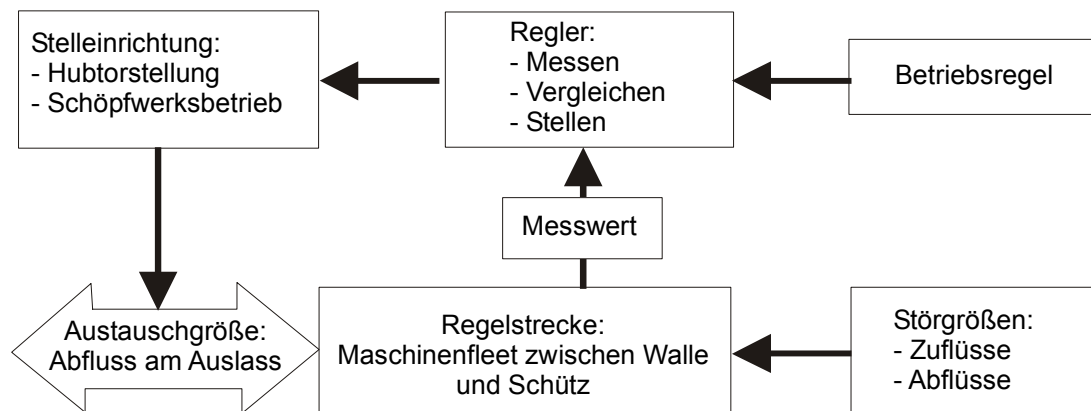 Stelleinrichtung:
- Hubtorstellung
- Schöpfwerksbetrieb
Regler:
- Messen
- Vergleichen
- Stellen
Betriebsregel
Messwert
Austauschgröße:
Abfluss am Auslass
Regelstrecke:
Maschinenfleet zwischen Walle
und Schütz
Störgrößen:
- Zuflüsse
- Abflüsse